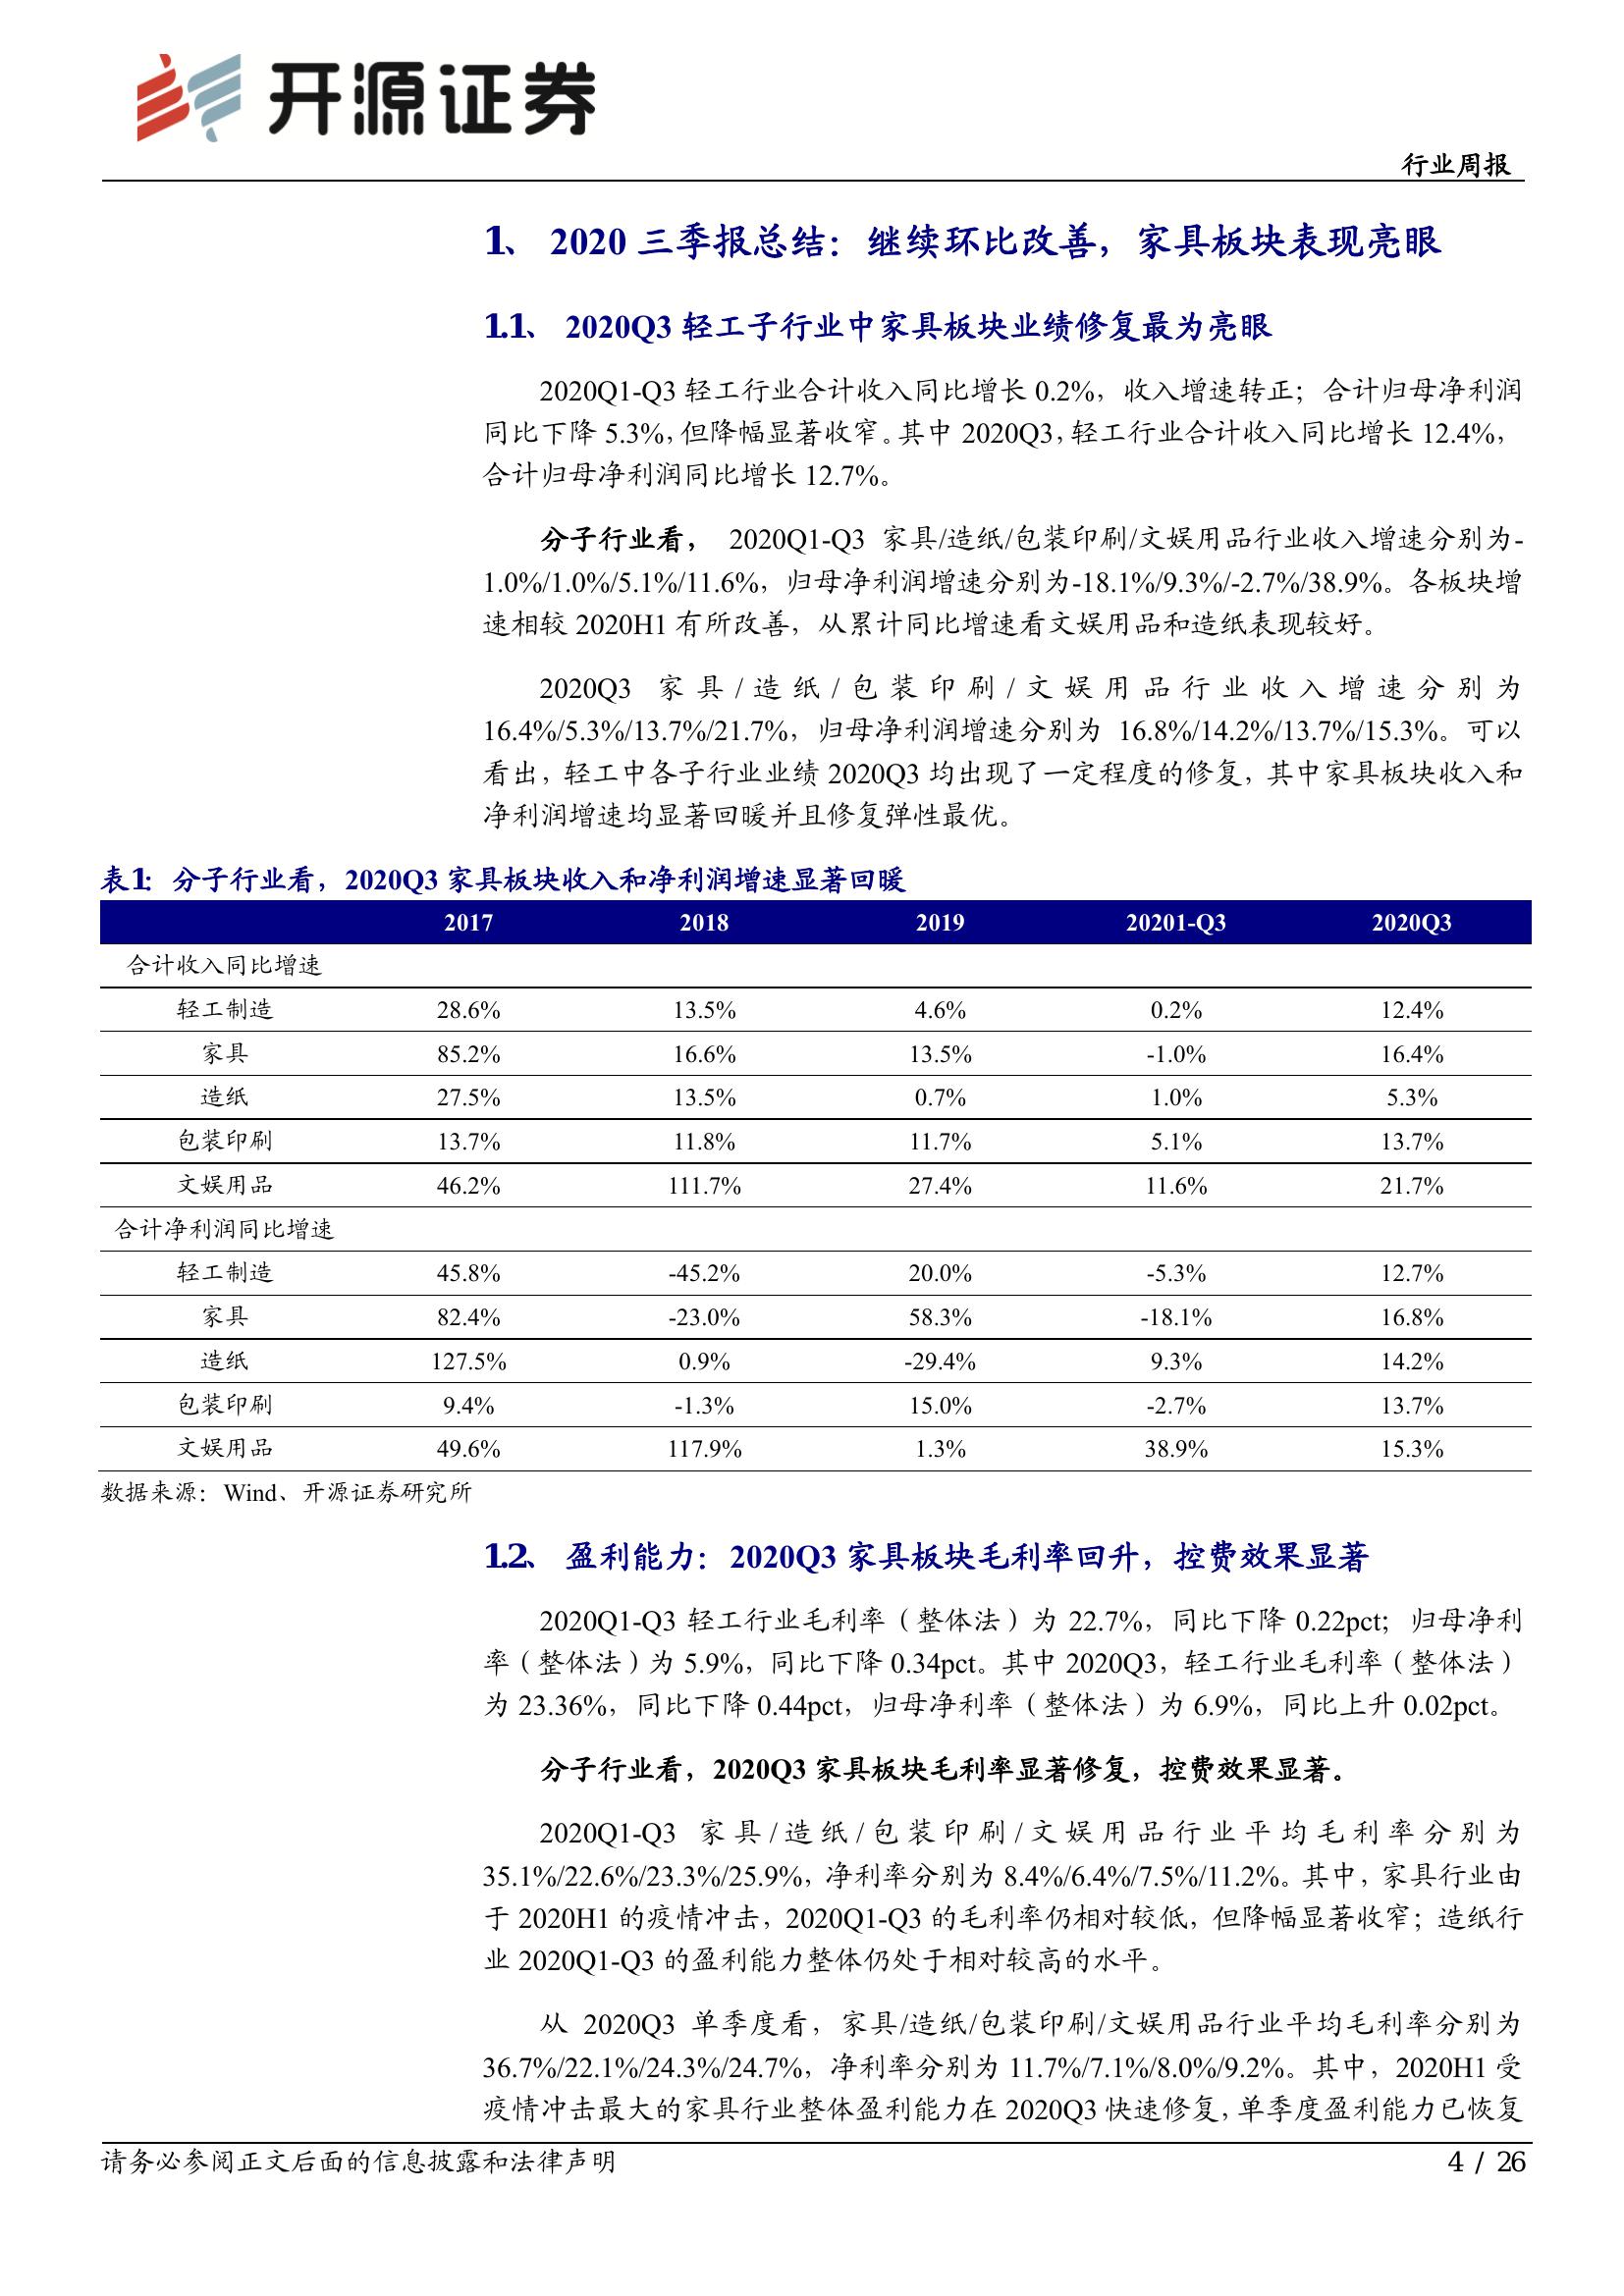 开源证券
行业周报
1、 2020 三季报总结：继续环比改善，家具板块表现亮眼
1.1、 2020Q3 轻工子行业中家具板块业绩修复最为亮眼
2020Q1-Q3 轻工行业合计收入同比增长 0.2%，收入增速转正；合计归母净利润
同比下降 5.3%，但降幅显著收窄。其中 2020Q3，轻工行业合计收入同比增长 12.4%，
合计归母净利润同比增长 12.7%。
分子行业看， 2020Q1-Q3 家具/造纸/包装印刷/文娱用品行业收入增速分别为-
1.0%/1.0%/5.1%/11.6%，归母净利润增速分别为-18.1%/9.3%/-2.7%/38.9%。各板块增
速相较 2020H1 有所改善，从累计同比增速看文娱用品和造纸表现较好。
2020Q3 家具/造纸/包装印刷/文娱用品行业收入增速分别为
16.4%/5.3%/13.7%/21.7%，归母净利润增速分别为 16.8%/14.2%/13.7%/15.3%。可以
看出，轻工中各子行业业绩 2020Q3 均出现了一定程度的修复，其中家具板块收入和
净利润增速均显著回暖并且修复弹性最优。
表1：分子行业看，2020Q3 家具板块收入和净利润增速显著回暖
2017 2018 2019 20201-Q3 2020Q3
合计收入同比增速
轻工制造 28.6% 13.5% 4.6% 0.2% 12.4%
家具 85.2% 16.6% 13.5% -1.0% 16.4%
造纸 27.5% 13.5% 0.7% 1.0% 5.3%
包装印刷 13.7% 11.8% 11.7% 5.1% 13.7%
文娱用品 46.2% 111.7% 27.4% 11.6% 21.7%
合计净利润同比增速
轻工制造 45.8% -45.2% 20.0% -5.3% 12.7%
家具 82.4% -23.0% 58.3% -18.1% 16.8%
造纸 127.5% 0.9% -29.4% 9.3% 14.2%
包装印刷 9.4% -1.3% 15.0% -2.7% 13.7%
文娱用品 49.6% 117.9% 1.3% 38.9% 15.3%
数据来源：Wind、开源证券研究所
1.2、 盈利能力：2020Q3 家具板块毛利率回升，控费效果显著
2020Q1-Q3 轻工行业毛利率（整体法）为 22.7%，同比下降 0.22pct；归母净利
率（整体法）为 5.9%，同比下降 0.34pct。其中 2020Q3，轻工行业毛利率（整体法）
为 23.36%，同比下降 0.44pct，归母净利率（整体法）为 6.9%，同比上升 0.02pct。
分子行业看，2020Q3 家具板块毛利率显著修复，控费效果显著。
2020Q1-Q3 家具/造纸/包装印刷/文娱用品行业平均毛利率分别为
35.1%/22.6%/23.3%/25.9%，净利率分别为 8.4%/6.4%/7.5%/11.2%。其中，家具行业由
于 2020H1 的疫情冲击，2020Q1-Q3 的毛利率仍相对较低，但降幅显著收窄；造纸行
业 2020Q1-Q3 的盈利能力整体仍处于相对较高的水平。
从 2020Q3 单季度看，家具/造纸/包装印刷/文娱用品行业平均毛利率分别为
36.7%/22.1%/24.3%/24.7%，净利率分别为 11.7%/7.1%/8.0%/9.2%。其中，2020H1 受
疫情冲击最大的家具行业整体盈利能力在 2020Q3 快速修复，单季度盈利能力已恢复
请务必参阅正文后面的信息披露和法律声明
4 / 26